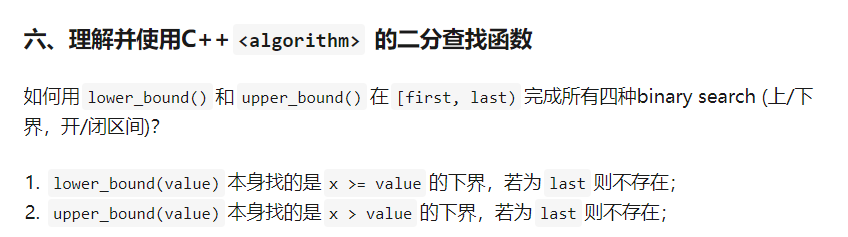 六、理解并使用C++ <algorithm> 的二分查找函数
如何用 lower_bound() 和 upper_bound() 在 [first, last) 完成所有四种binary search (上/下
界，开/闭区间)？
1. lower_bound(value) 本身找的是 x >= value 的下界，若为 last 则不存在；
2. upper_bound(value) 本身找的是 x > value 的下界，若为 last 则不存在；